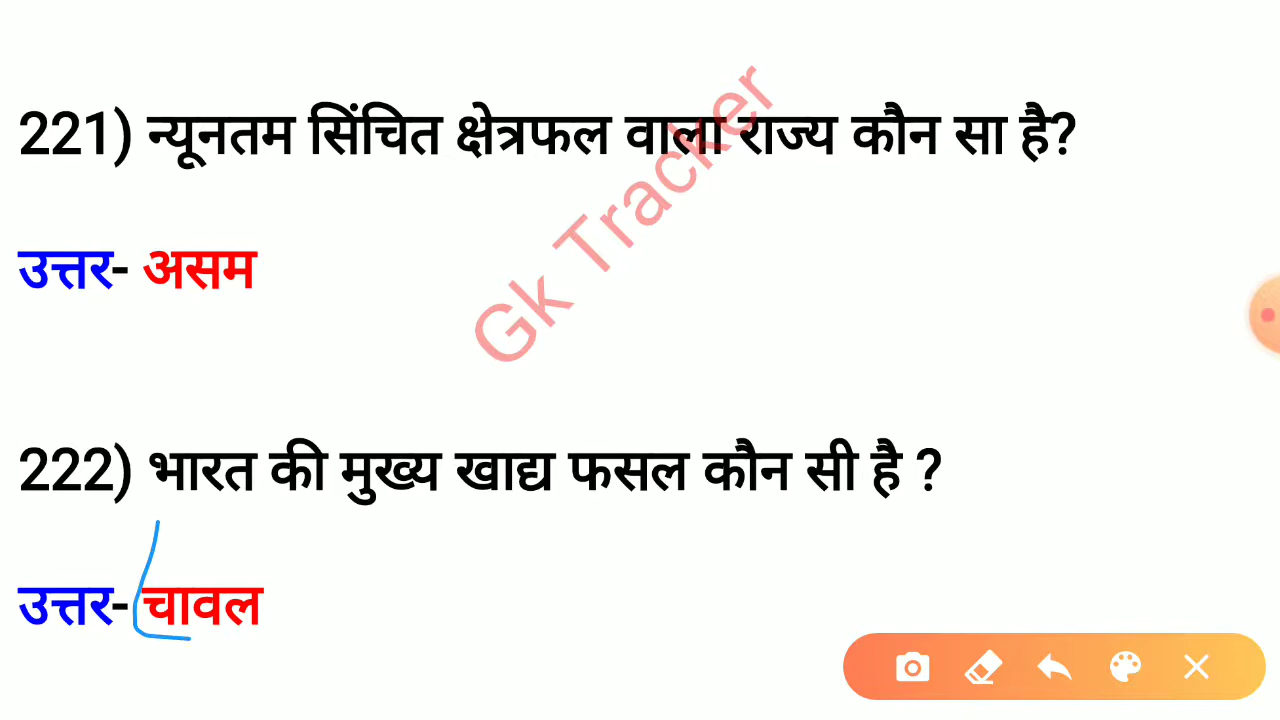 221) न्यूनतम सिंचित क्षेत्रफल वाला राज्य कौन सा है?
Gk Tracker
उत्तर- असम
222) भारत की मुख्य खाद्य फसल कौन सी है ?
उत्तर- चावल